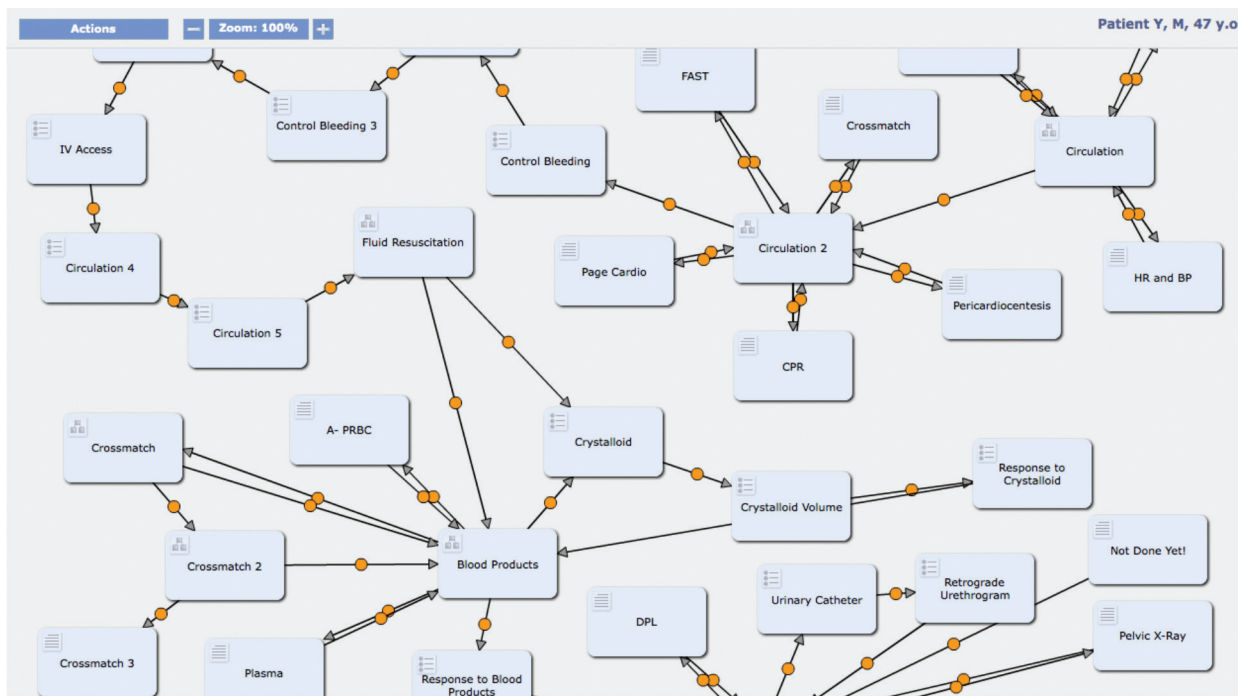 Actions
Zoom: 100%
Patient Y, M, 47 y.o
FAST
Crossmatch
Control Bleeding 3
IV Access
Control Bleeding
Circulation
Fluid Resuscitation
Circulation 2
Page Cardio
Circulation 4
HR and BP
Pericardiocentesis
Circulation 5
CPR
A- PRBC
Crossmatch
Crystalloid
Response to
Crystalloid
Crystalloid Volume
Crossmatch 2
Blood Products
Not Done Yet!
Retrograde
Urethrogram
Urinary Catheter
DPL
Pelvic X-Ray
Crossmatch 3
Plasma
Response to Blood
Products